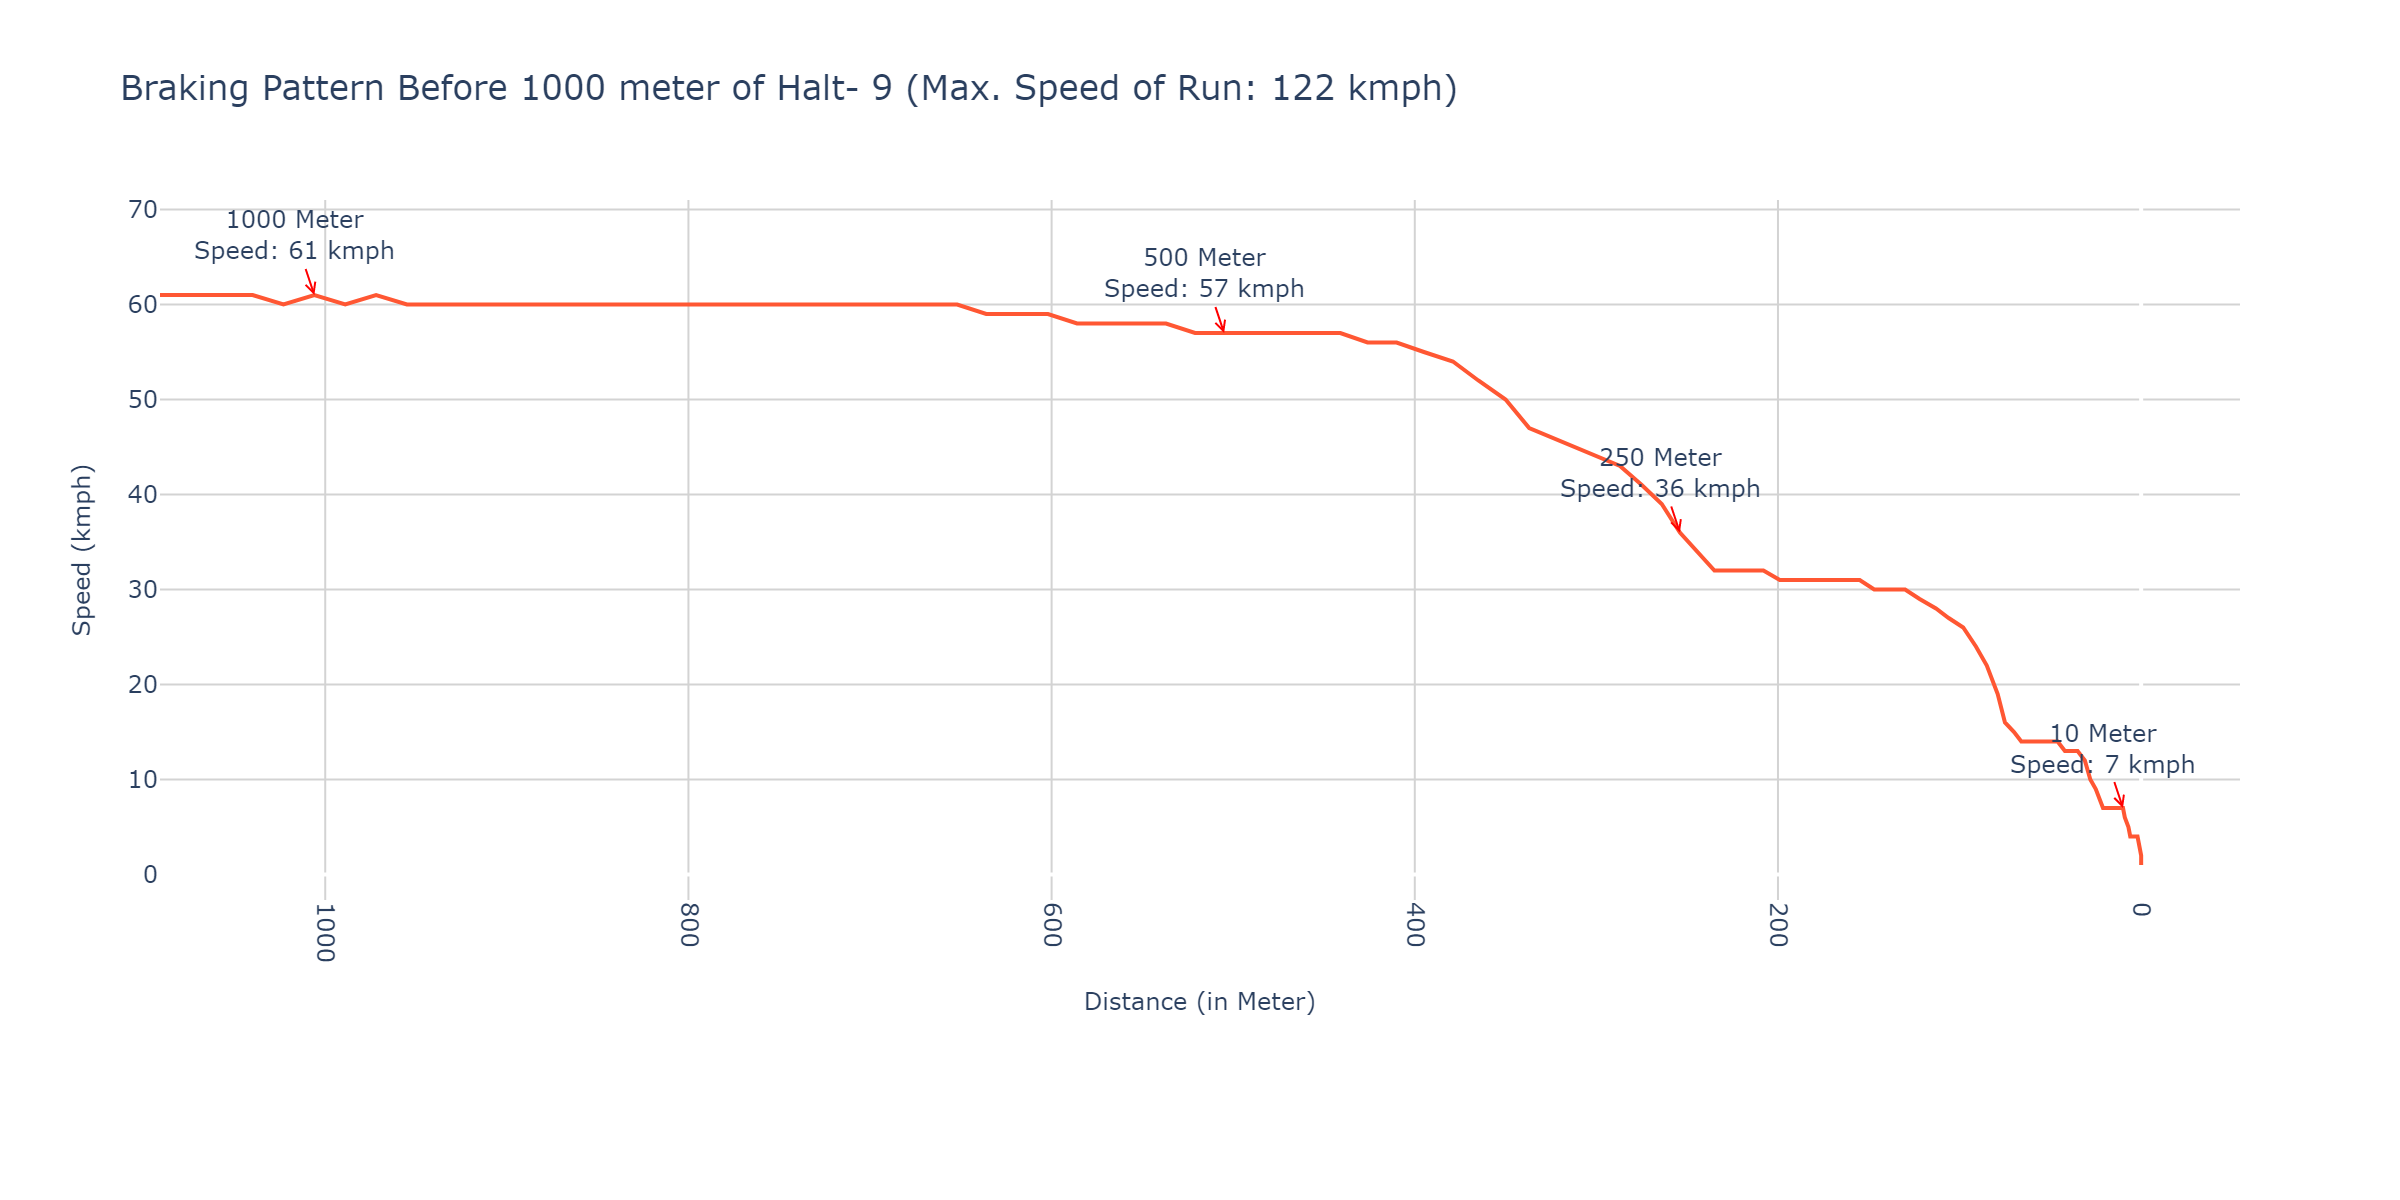 Braking Pattern Before 1000 meter of Halt- 9 (Max. Speed of Run: 122 kmph)
70
1000 Meter
Speed: 61 kmph
500 Meter
Speed: 57 kmph
60
50
250 Meter
Speed: 36 kmph
40
Speed (kmph)
30
20
10 Meter
Speed: 7 kmph
10
0
1000
800
600
400
200
0
Distance (in Meter)